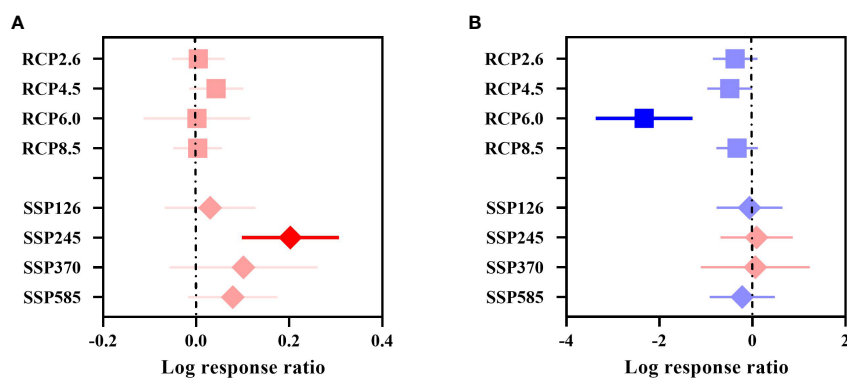 A
RCP2.6
RCP4.5
RCP6.0
RCP8.5
SSP126
SSP245
SSP370
SSP585
-0.2 0.0 0.2 0.4
Log response ratio
B
RCP2.6
RCP4.5
RCP6.0
RCP8.5
SSP126
SSP245
SSP370
SSP585
-4 -2 0 2
Log response ratio